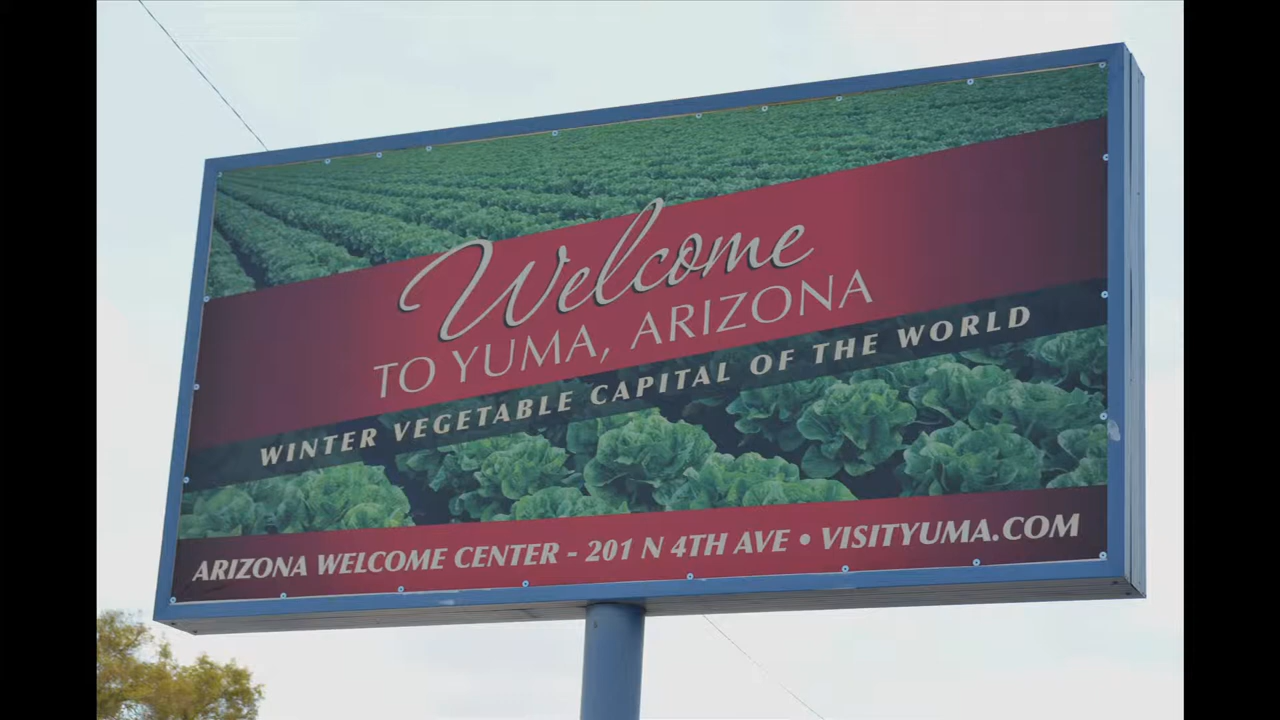 Welcome
TO YUMA, ARIZONA
WINTER VEGETABLE CAPITAL OF THE WORLD
ARIZONA WELCOME CENTER - 201 N 4TH AVE • VISITYUMA.COM